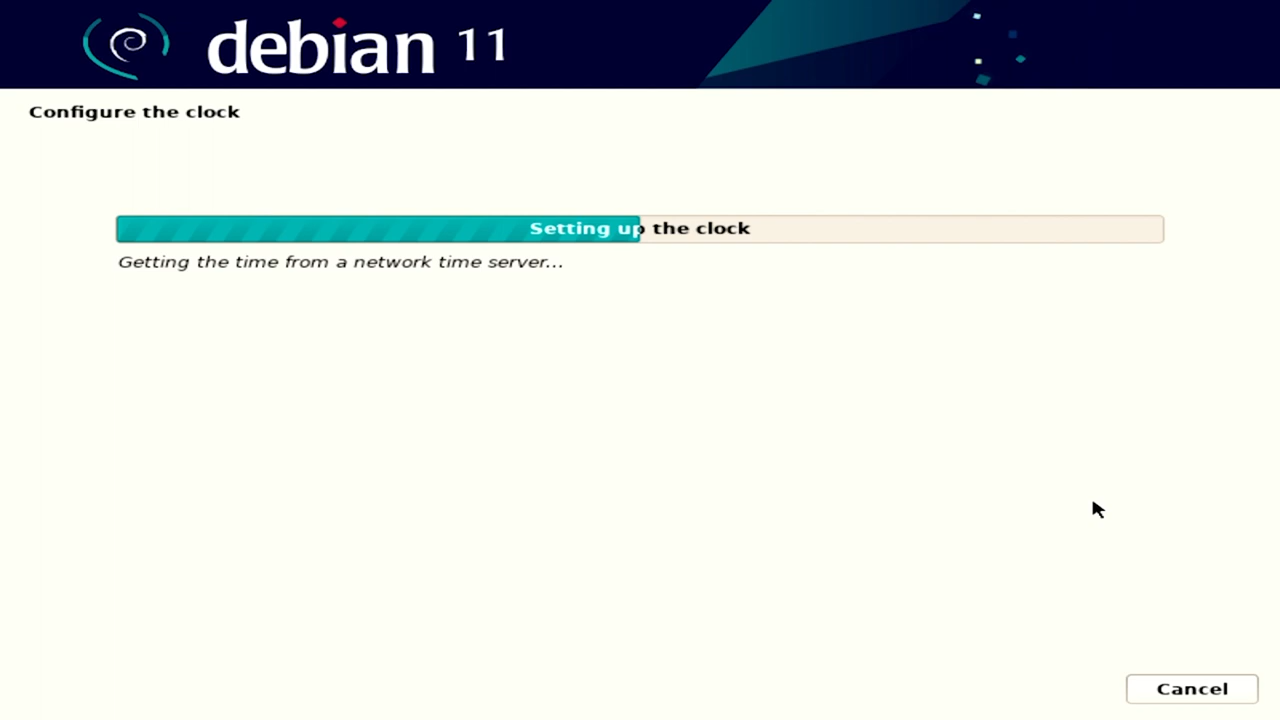 debian 11
Configure the clock
Setting up the clock
Getting the time from a network time server...
Cancel